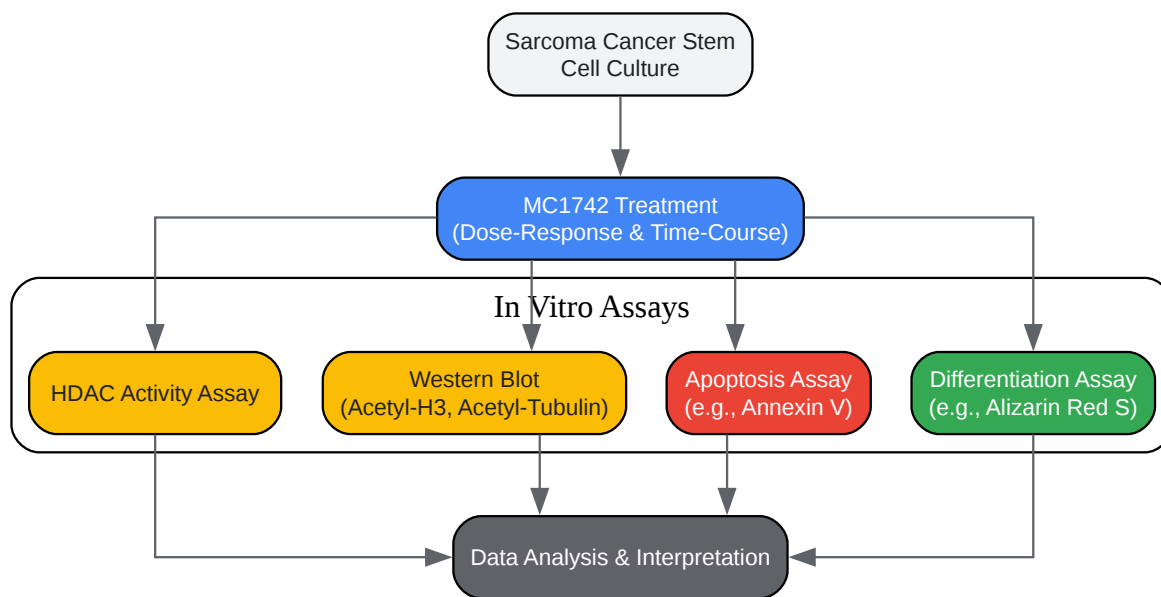 Sarcoma Cancer Stem
Cell Culture
MC1742 Treatment
(Dose-Response & Time-Course)
In Vitro Assays
HDAC Activity Assay
Western Blot
(Acetyl-H3, Acetyl-Tubulin)
Apoptosis Assay
(e.g., Annexin V)
Differentiation Assay
(e.g., Alizarin Red S)
Data Analysis & Interpretation